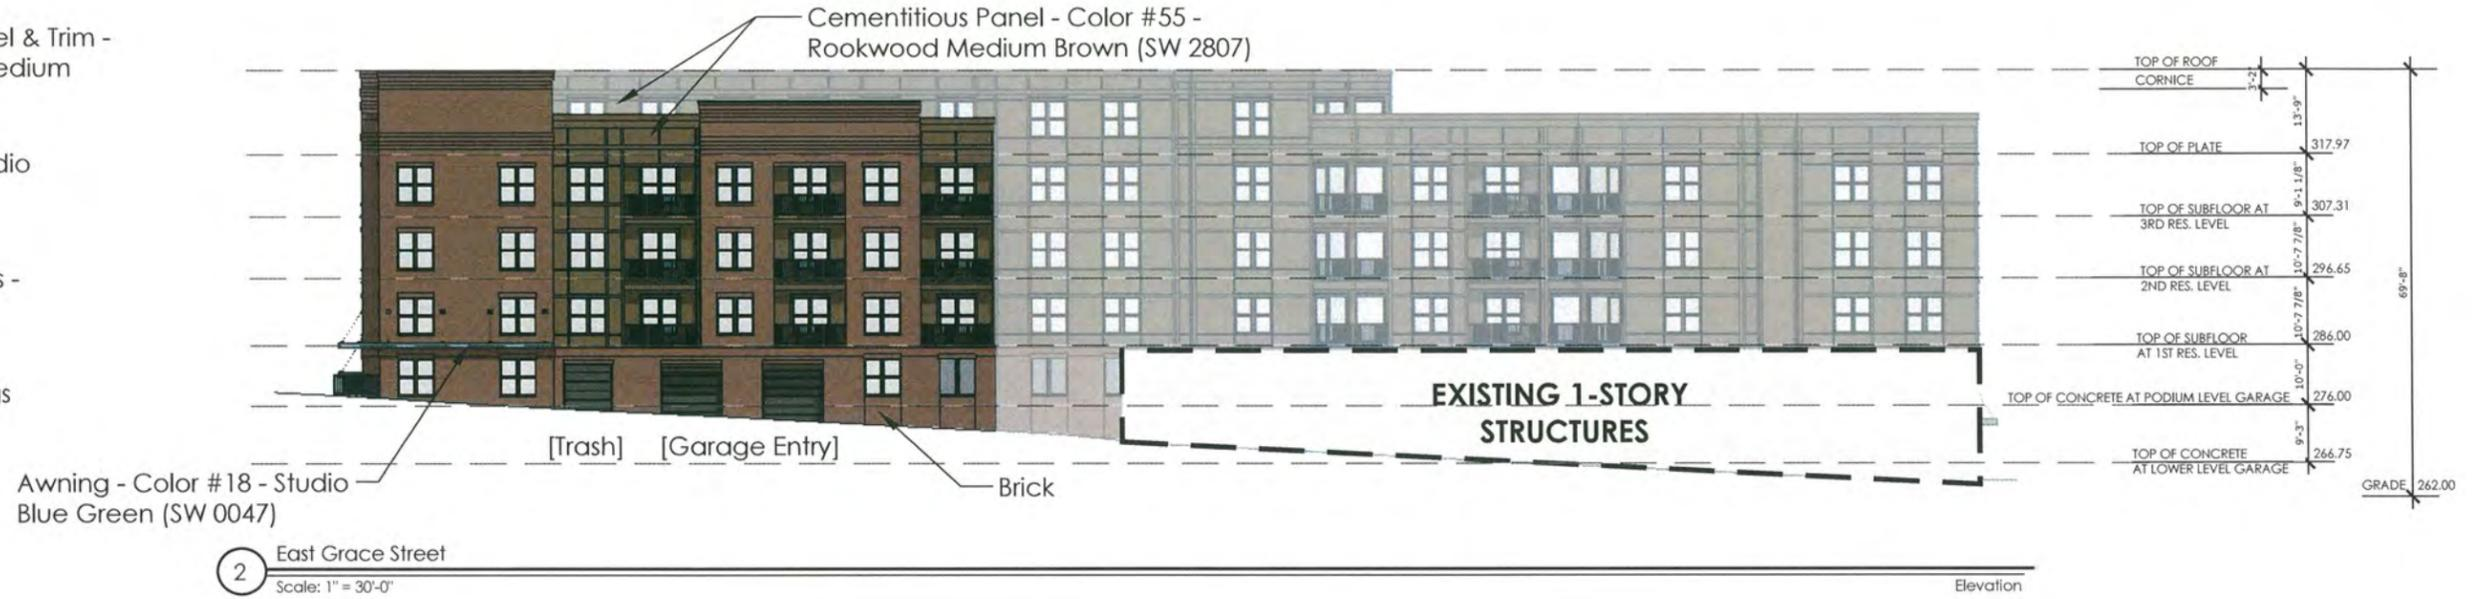 el & Trim -
edium
dio
s -
gs
Cementitious Panel - Color #55 -
Rookwood Medium Brown (SW 2807)
TOP OF ROOF
CORNICE
3'-2"
13'-9"
TOP OF PLATE
317.97
9'-1 1/8"
TOP OF SUBFLOOR AT
3RD RES. LEVEL
307.31
10'-7 7/8"
TOP OF SUBFLOOR AT
2ND RES. LEVEL
296.65
10'-7 7/8"
TOP OF SUBFLOOR
AT 1ST RES. LEVEL
286.00
10'-0"
TOP OF CONCRETE AT PODIUM LEVEL GARAGE
276.00
9'-3"
TOP OF CONCRETE
AT LOWER LEVEL GARAGE
266.75
69'-8"
GRADE
262.00
EXISTING 1-STORY
STRUCTURES
[Trash]
[Garage Entry]
Brick
Awning - Color #18 - Studio
Blue Green (SW 0047)
2
East Grace Street
Scale: 1" = 30'-0"
Elevation